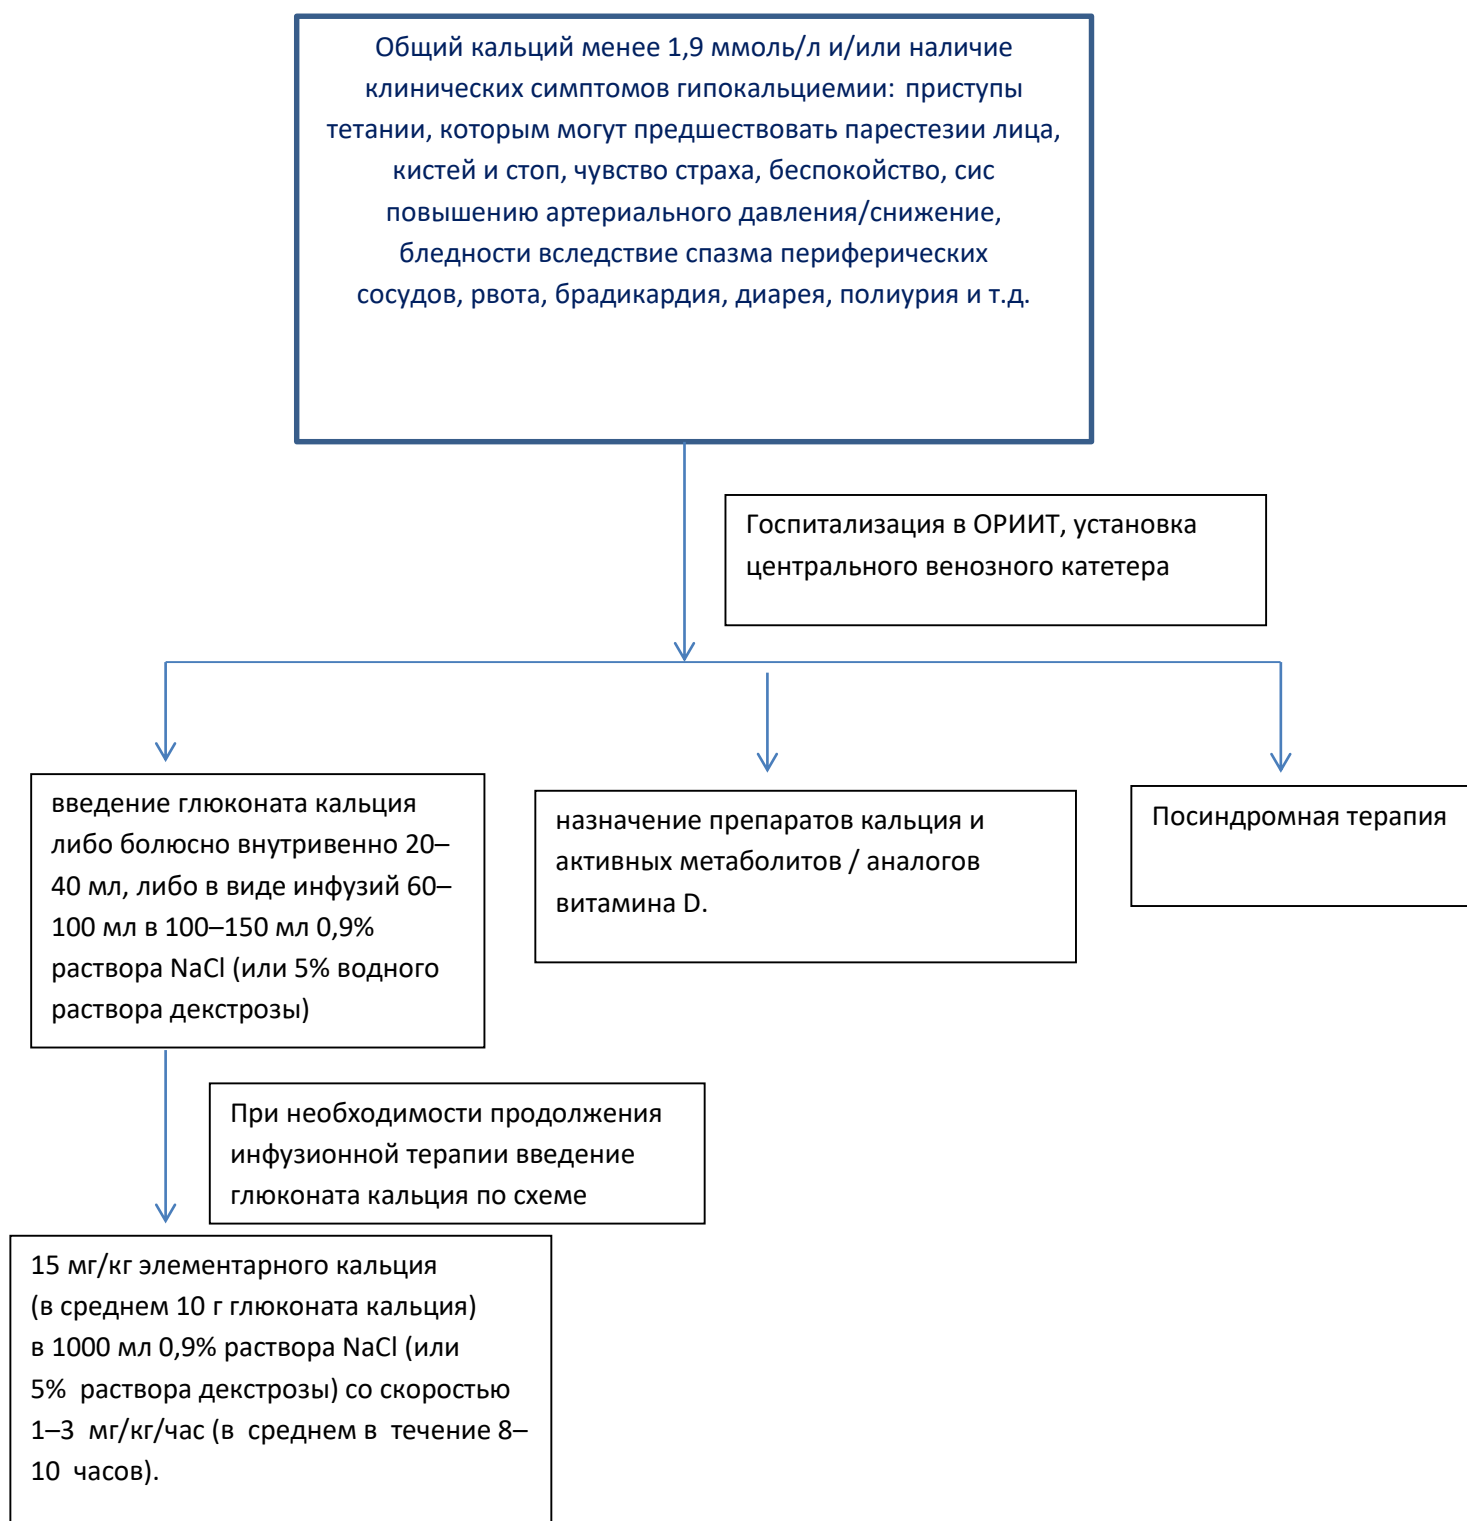 Общий кальций менее 1,9 ммоль/л и/или наличие
клинических симптомов гипокальциемии: приступы
тетании, которым могут предшествовать парестезии лица,
кистей и стоп, чувство страха, беспокойство, сис
повышению артериального давления/снижение,
бледности вследствие спазма периферических
сосудов, рвота, брадикардия, диарея, полиурия и т.д.
Госпитализация в ОРИИТ, установка
центрального венозного катетера
введение глюконата кальция
либо болюсно внутривенно 20–
40 мл, либо в виде инфузий 60–
100 мл в 100–150 мл 0,9%
раствора NaCl (или 5% водного
раствора декстрозы)
назначение препаратов кальция и
активных метаболитов / аналогов
витамина D.
Посиндромная терапия
При необходимости продолжения
инфузионной терапии введение
глюконата кальция по схеме
15 мг/кг элементарного кальция
(в среднем 10 г глюконата кальция)
в 1000 мл 0,9% раствора NaCl (или
5% раствора декстрозы) со скоростью
1–3 мг/кг/час (в среднем в течение 8–
10 часов).